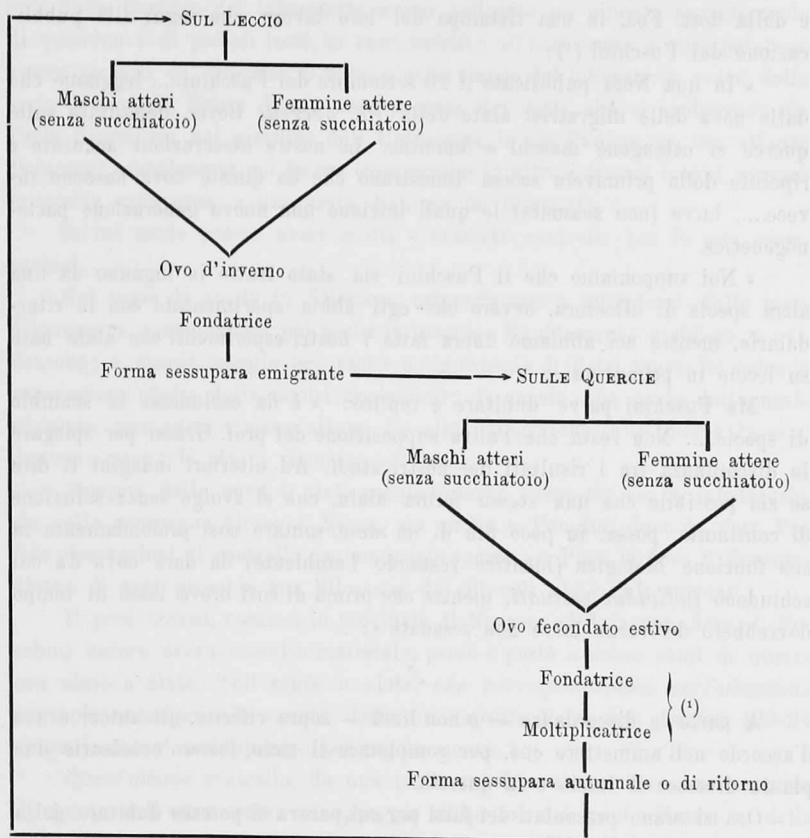 Sul Leccio
Maschi atteri
(senza succhiatoio)
Femmine attere
(senza succhiatoio)
Ovo d'inverno
Fondatrice
Forma sessupara emigrante
Sulle Quercie
Maschi atteri
(senza succhiatoio)
Femmine attere
(senza succhiatoio)
Ovo fecondato estivo
Fondatrice
Moltiplicatrice
(1)
Forma sessupara autunnale o di ritorno